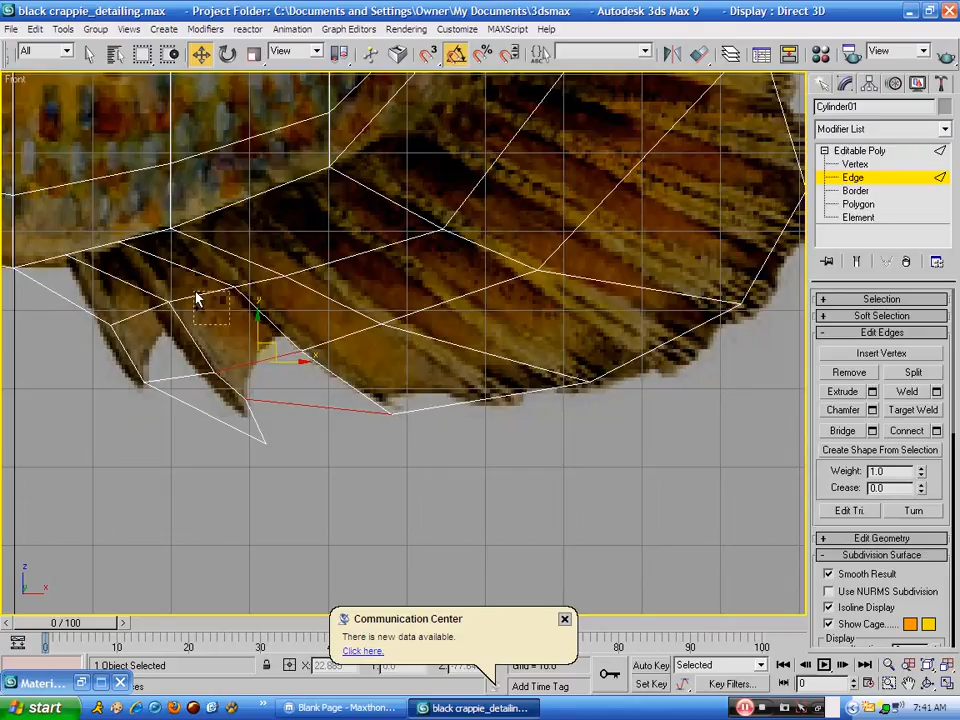 black crappie_detailing.max - Project Folder: C:\Documents and Settings\Owner\My Documents\3dsmax - Autodesk 3ds Max 9 - Display : Direct 3D
File Edit Tools Group Views Create Modifiers reactor Animation Graph Editors Rendering Customize MAXScript Help
All View View
Front
Cylinder01
Modifier List
Editable Poly
Vertex
Edge
Border
Polygon
Element
Selection
Soft Selection
Edit Edges
Insert Vertex
Remove Split
Extrude Weld
Chamfer Target Weld
Bridge Connect
Create Shape From Selection
Weight: 1.0
Crease: 0.0
Edit Tri. Turn
Edit Geometry
Subdivision Surface
Smooth Result
Use NURMS Subdivision
Isoline Display
Show Cage......
Display
y
x
z
x
Communication Center
There is new data available.
Click here.
0 / 100
0 10 20 30 40 50 60 70 80 90 100
1 Object Selected
Add Time Tag
Auto Key Selected
Set Key Key Filters...
0
Materi...
start
Blank Page - Maxthon...
black crappie_detailin...
7:41 AM